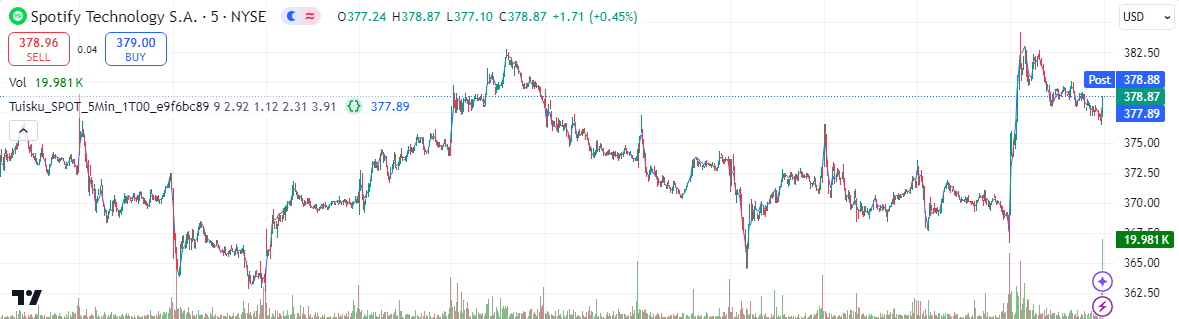 Spotify Technology S.A. · 5 · NYSE O377.24 H378.87 L377.10 C378.87 +1.71 (+0.45%)
USD
378.96 SELL
0.04
379.00 BUY
Vol 19.981 K
Tuisku_SPOT_5Min_1T00_e9f6bc89 9 2.92 1.12 2.31 3.91 {} 377.89
382.50
Post 378.88
378.87
377.89
375.00
372.50
370.00
367.50
19.981 K
365.00
362.50